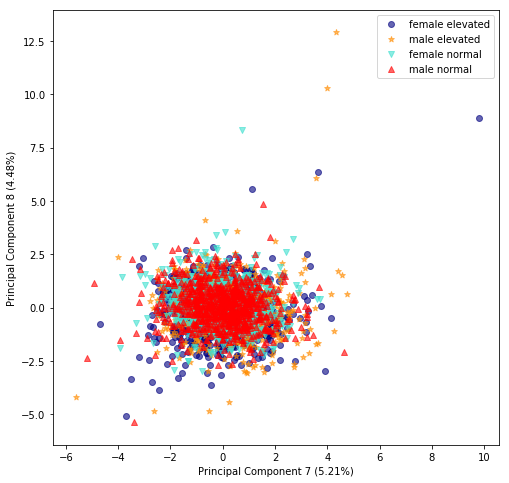 female elevated
male elevated
female normal
male normal
12.5
10.0
7.5
5.0
2.5
0.0
−2.5
−5.0
Principal Component 8 (4.48%)
−6 −4 −2 0 2 4 6 8 10
Principal Component 7 (5.21%)